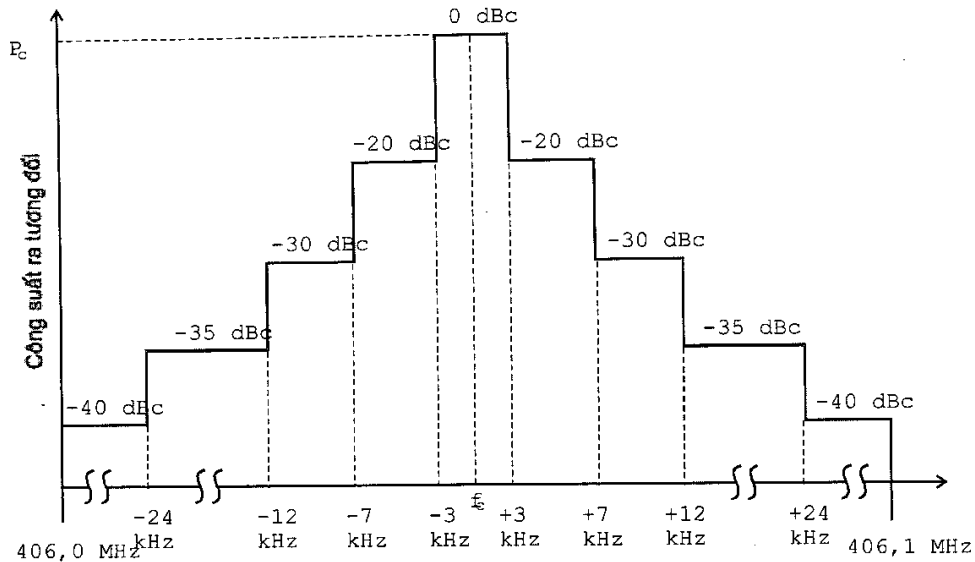 0 dBc
Pc
-20 dBc
-20 dBc
-30 dBc
-30 dBc
-35 dBc
-35 dBc
-40 dBc
-40 dBc
Công suất ra tương đối
fc
-24 kHz
-12 kHz
-7 kHz
-3 kHz
+3 kHz
+7 kHz
+12 kHz
+24 kHz
406,0 MHz
406,1 MHz